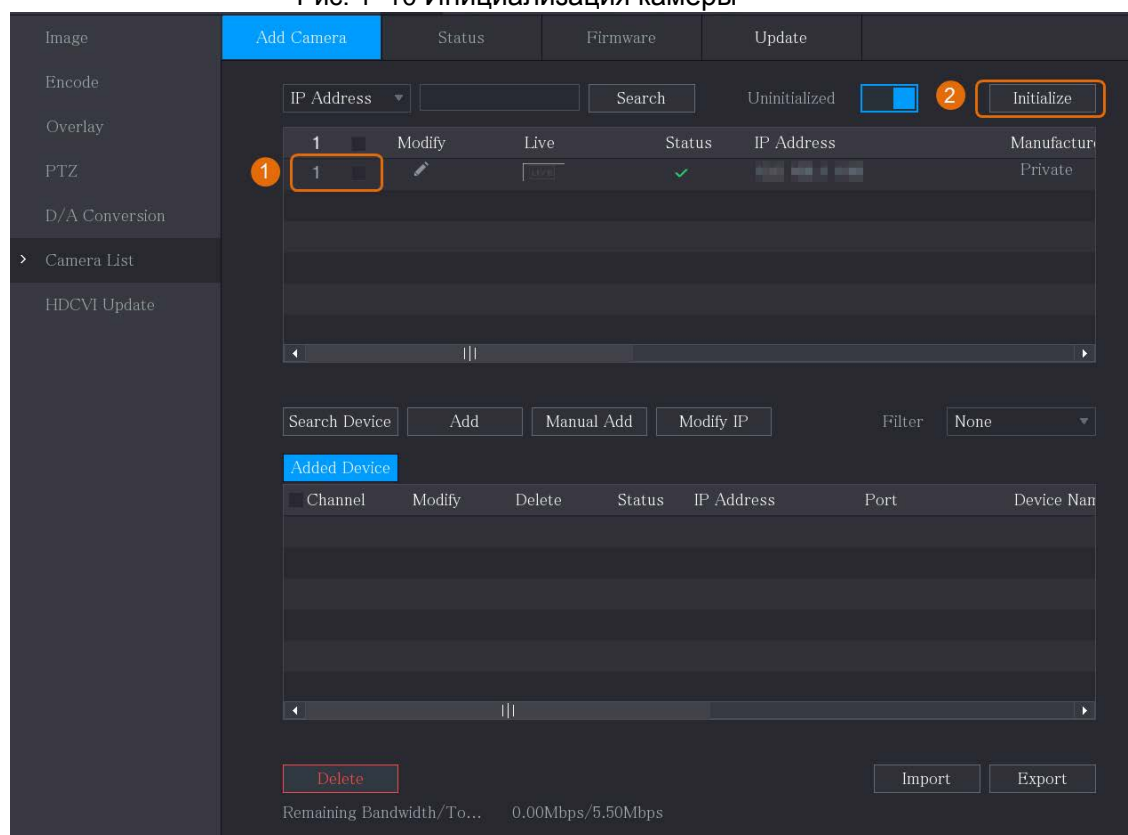 Рис. 1-10 Инициализация камеры
Image
Encode
Overlay
PTZ
D/A Conversion
Camera List
HDCVI Update
Add Camera Status Firmware Update
IP Address Search Uninitialized 2 Initialize
1 Modify Live Status IP Address Manufactur
1 1 LIVE Private
Search Device Add Manual Add Modify IP Filter None
Added Device
Channel Modify Delete Status IP Address Port Device Nam
Delete Import Export
Remaining Bandwidth/To... 0.00Mbps/5.50Mbps